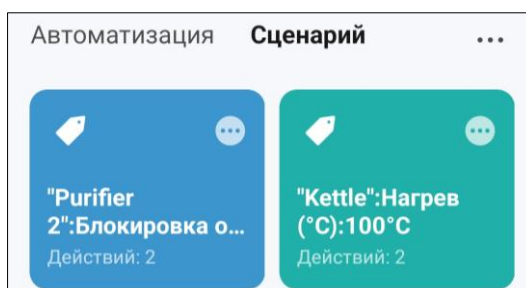 Автоматизация Сценарий ...
"Purifier
2":Блокировка о...
Действий: 2
"Kettle":Нагрев
(°C):100°C
Действий: 2